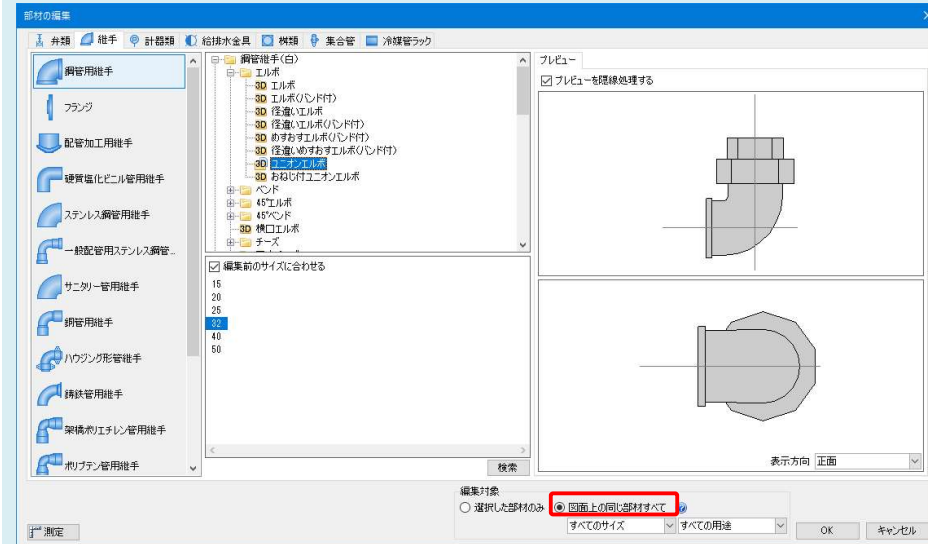 部材の編集
弁類 継手 計器類 給排水金具 桝類 集合管 冷媒管ラック
鋼管用継手
フランジ
配管加工用継手
硬質塩化ビニル管用継手
ステンレス鋼管用継手
一般配管用ステンレス鋼管...
サニタリー管用継手
銅管用継手
ハウジング形管継手
鋳鉄管用継手
架橋ポリエチレン管用継手
ポリブテン管用継手
鋼管継手(白)
エルボ
3D エルボ
3D エルボ(バンド付)
3D 径違いエルボ
3D 径違いエルボ(バンド付)
3D めすおすエルボ(バンド付)
3D 径違いめすおすエルボ(バンド付)
3D ユニオンエルボ
3D おねじ付ユニオンエルボ
ベンド
45°エルボ
45°ベンド
3D 横口エルボ
チーズ
編集前のサイズに合わせる
15
20
25
32
40
50
検索
プレビュー
プレビューを隠線処理する
表示方向 正面
編集対象
選択した部材のみ 図面上の同じ部材すべて
すべてのサイズ すべての用途
測定 OK キャンセル